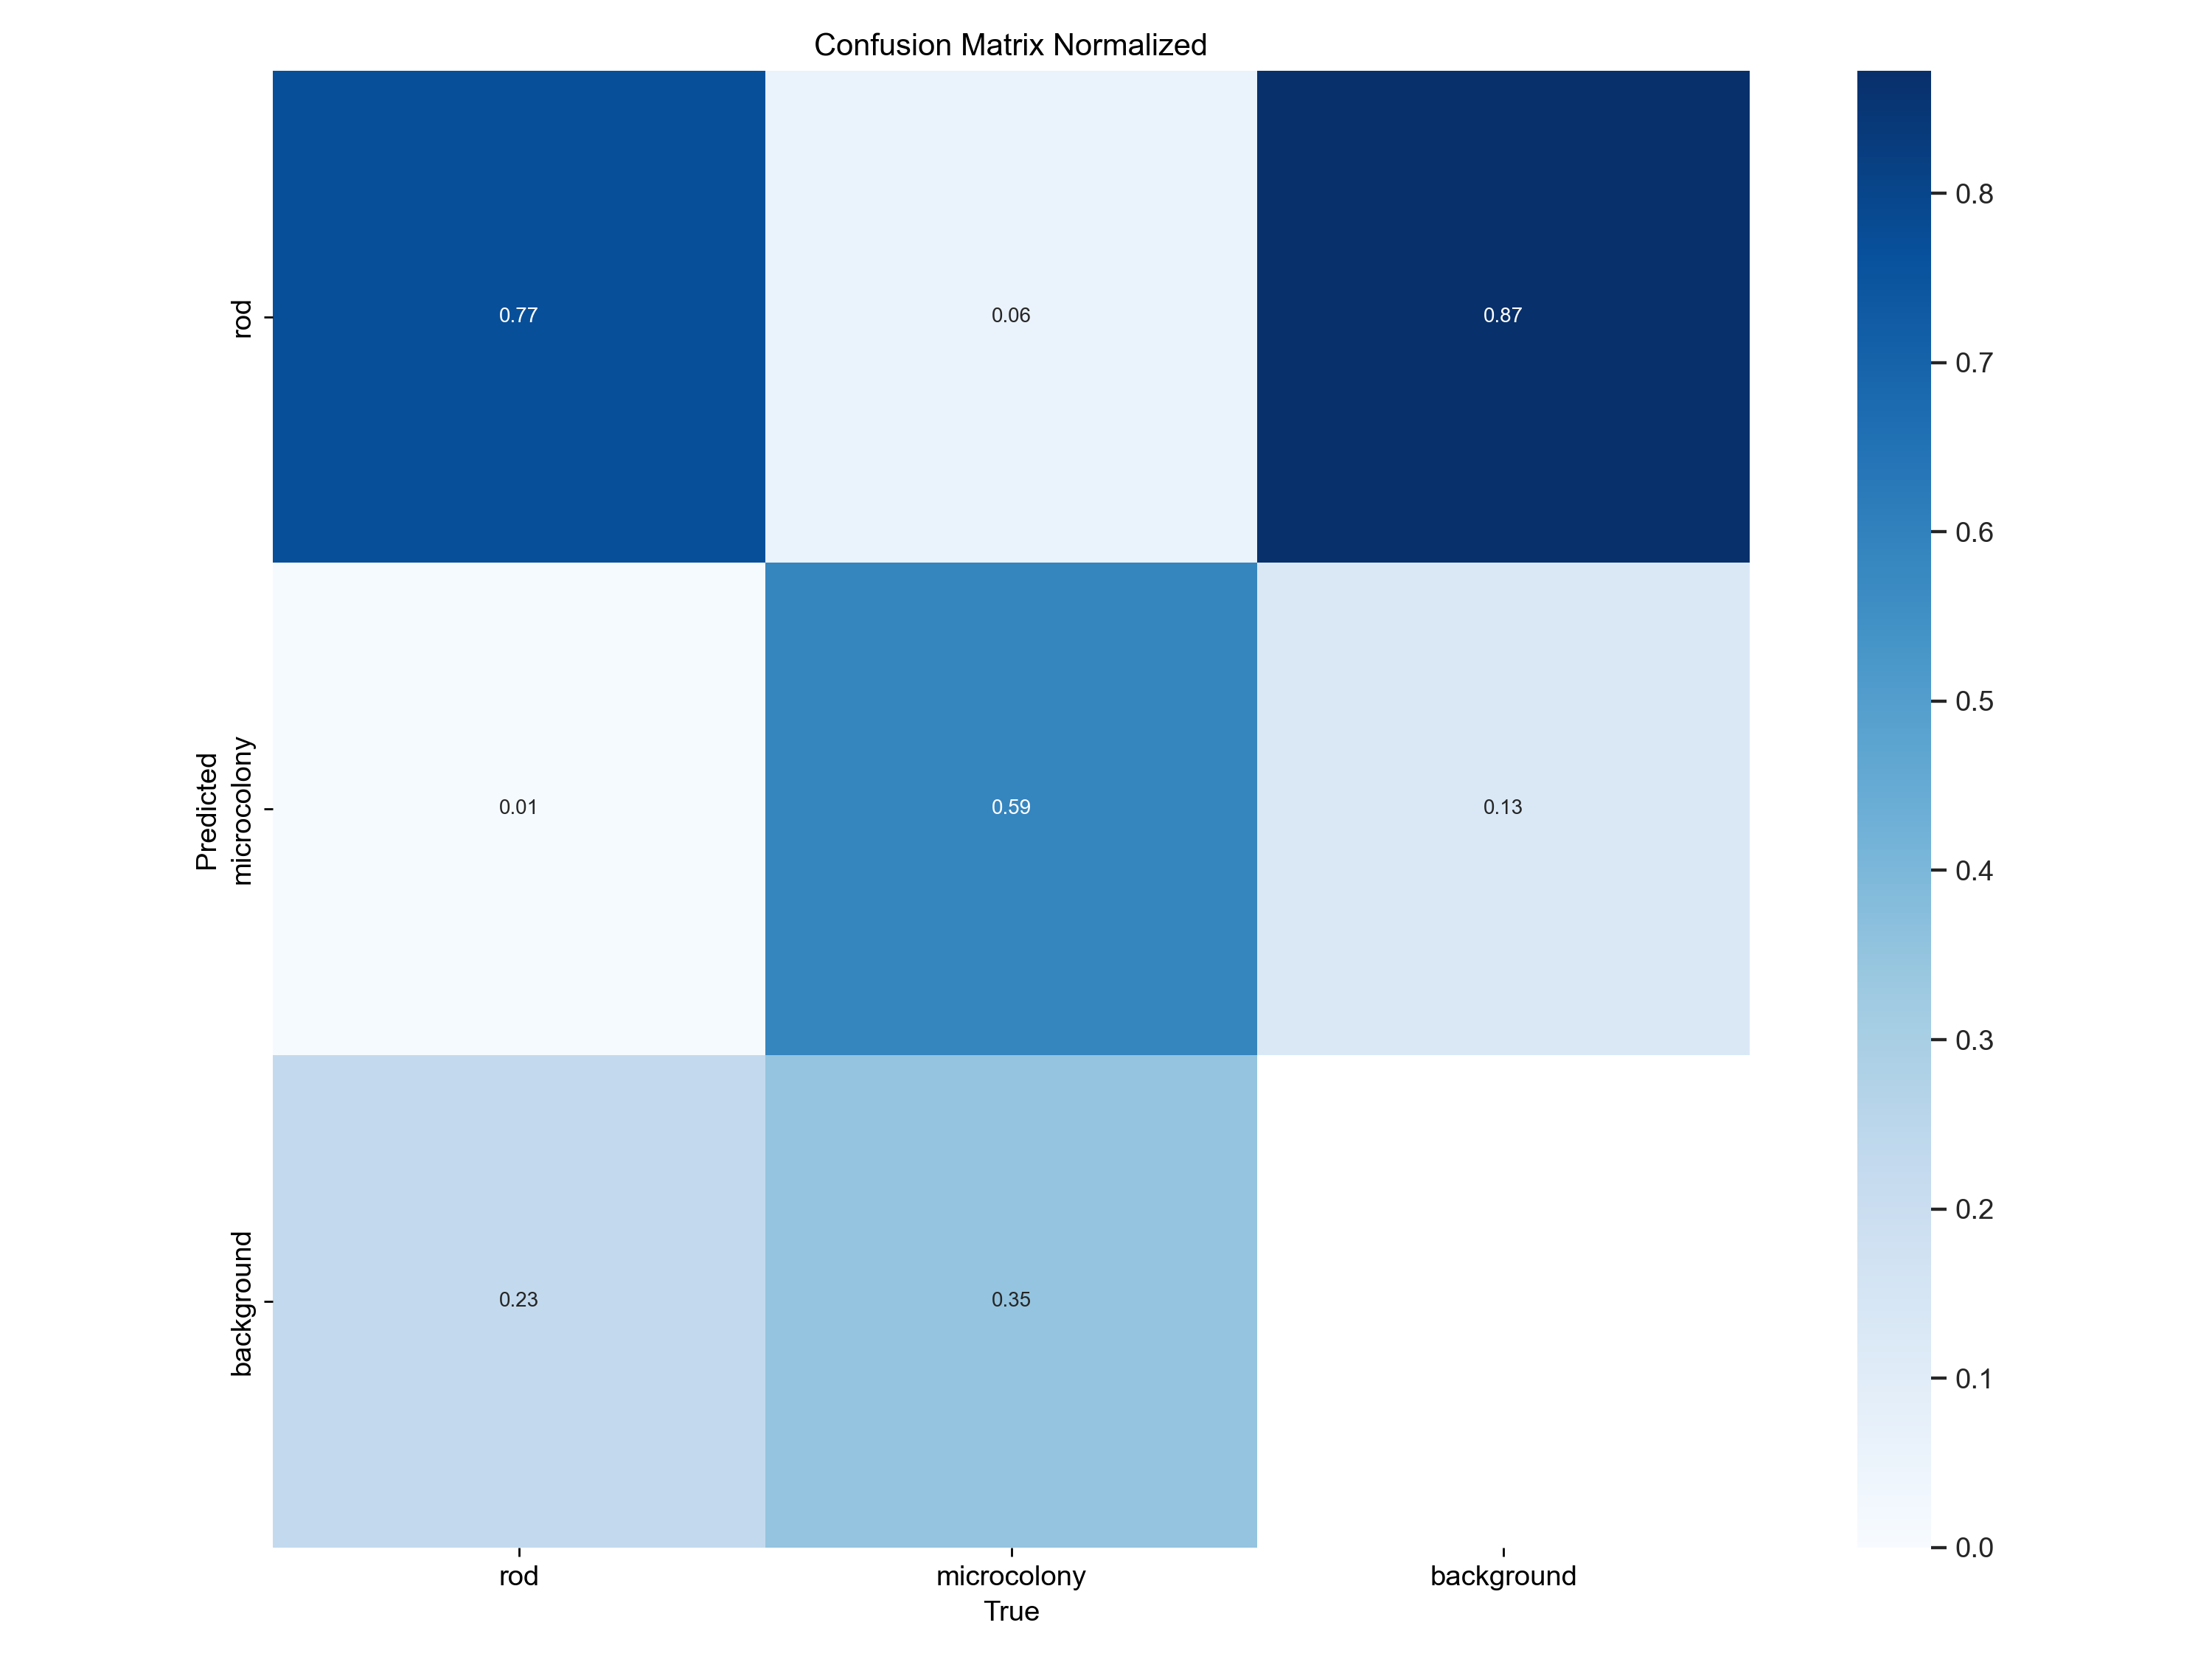 Confusion Matrix Normalized
rod
0.77
0.06
0.87
Predicted
microcolony
0.01
0.59
0.13
background
0.23
0.35
rod
microcolony
background
True
0.8
0.7
0.6
0.5
0.4
0.3
0.2
0.1
0.0